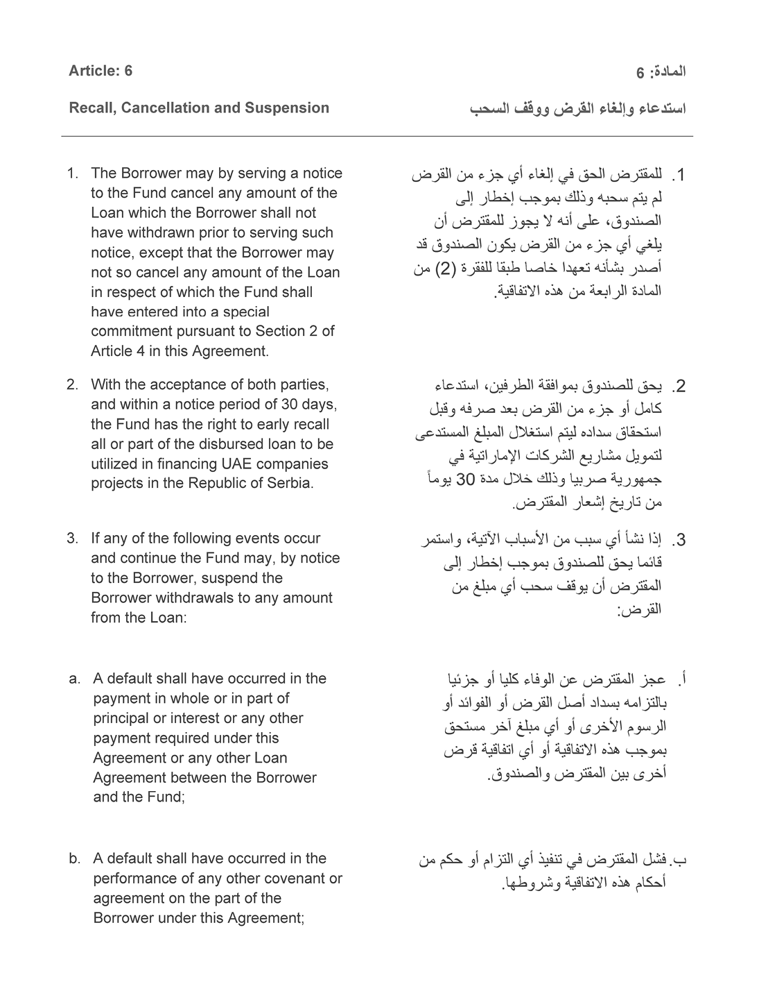 Article: 6
المادة: 6
Recall, Cancellation and Suspension
استدعاء وإلغاء القرض ووقف السحب
1. The Borrower may by serving a notice
to the Fund cancel any amount of the
Loan which the Borrower shall not
have withdrawn prior to serving such
notice, except that the Borrower may
not so cancel any amount of the Loan
in respect of which the Fund shall
have entered into a special
commitment pursuant to Section 2 of
Article 4 in this Agreement.
1. للمقترض الحق في إلغاء أي جزء من القرض
لم يتم سحبه وذلك بموجب إخطار إلى
الصندوق، على أنه لا يجوز للمقترض أن
يلغي أي جزء من القرض يكون الصندوق قد
أصدر بشأنه تعهدا خاصا طبقا للفقرة (2) من
المادة الرابعة من هذه الاتفاقية.
2. With the acceptance of both parties,
and within a notice period of 30 days,
the Fund has the right to early recall
all or part of the disbursed loan to be
utilized in financing UAE companies
projects in the Republic of Serbia.
2. يحق للصندوق بموافقة الطرفين، استدعاء
كامل أو جزء من القرض بعد صرفه وقبل
استحقاق سداده ليتم استغلال المبلغ المستدعى
لتمويل مشاريع الشركات الإماراتية في
جمهورية صربيا وذلك خلال مدة 30 يوماً
من تاريخ إشعار المقترض.
3. If any of the following events occur
and continue the Fund may, by notice
to the Borrower, suspend the
Borrower withdrawals to any amount
from the Loan:
3. إذا نشأ أي سبب من الأسباب الآتية، واستمر
قائما يحق للصندوق بموجب إخطار إلى
المقترض أن يوقف سحب أي مبلغ من
القرض:
a. A default shall have occurred in the
payment in whole or in part of
principal or interest or any other
payment required under this
Agreement or any other Loan
Agreement between the Borrower
and the Fund;
أ. عجز المقترض عن الوفاء كليا أو جزئيا
بالتزامه بسداد أصل القرض أو الفوائد أو
الرسوم الأخرى أو أي مبلغ آخر مستحق
بموجب هذه الاتفاقية أو أي اتفاقية قرض
أخرى بين المقترض والصندوق.
b. A default shall have occurred in the
performance of any other covenant or
agreement on the part of the
Borrower under this Agreement;
ب. فشل المقترض في تنفيذ أي التزام أو حكم من
أحكام هذه الاتفاقية وشروطها.